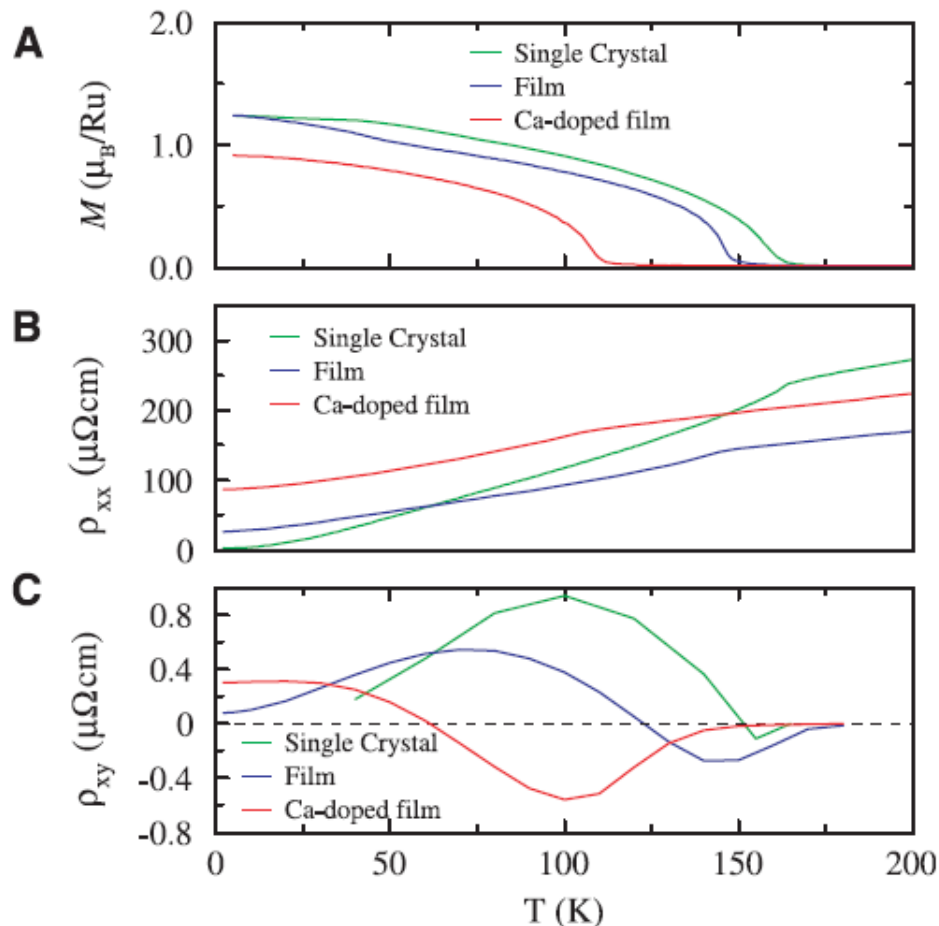 A
2.0
1.0
0.0
M (μB/Ru)
Single Crystal
Film
Ca-doped film
B
300
200
100
0
ρxx (μΩcm)
Single Crystal
Film
Ca-doped film
C
0.8
0.4
0
-0.4
-0.8
ρxy (μΩcm)
Single Crystal
Film
Ca-doped film
0 50 100 150 200
T (K)